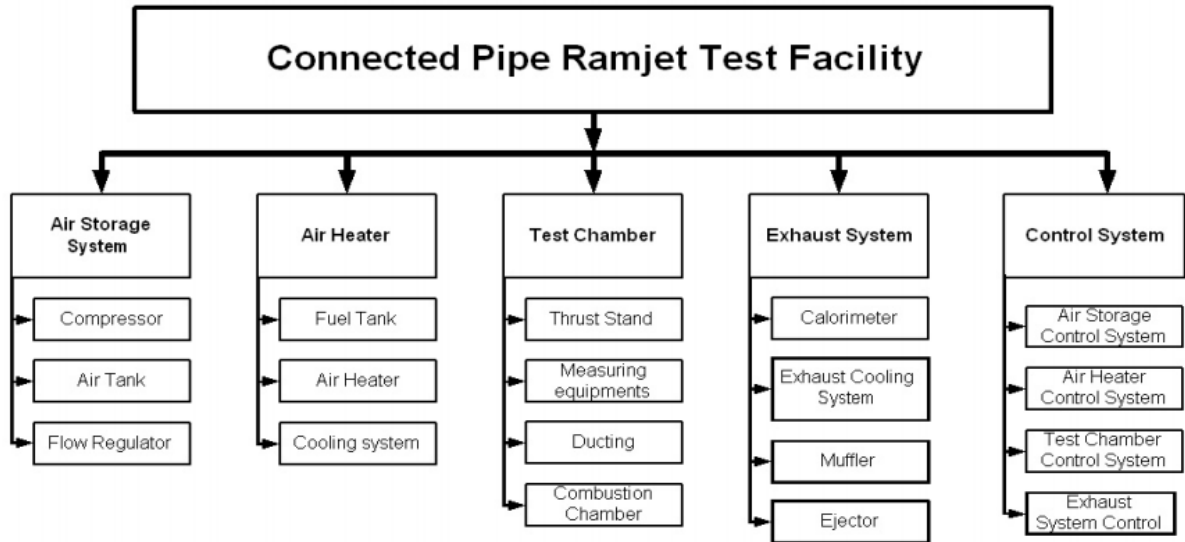 Connected Pipe Ramjet Test Facility
Air Storage
System
Compressor
Air Tank
Flow Regulator
Air Heater
Fuel Tank
Air Heater
Cooling system
Test Chamber
Thrust Stand
Measuring
equipments
Ducting
Combustion
Chamber
Exhaust System
Calorimeter
Exhaust Cooling
System
Muffler
Ejector
Control System
Air Storage
Control System
Air Heater
Control System
Test Chamber
Control System
Exhaust
System Control